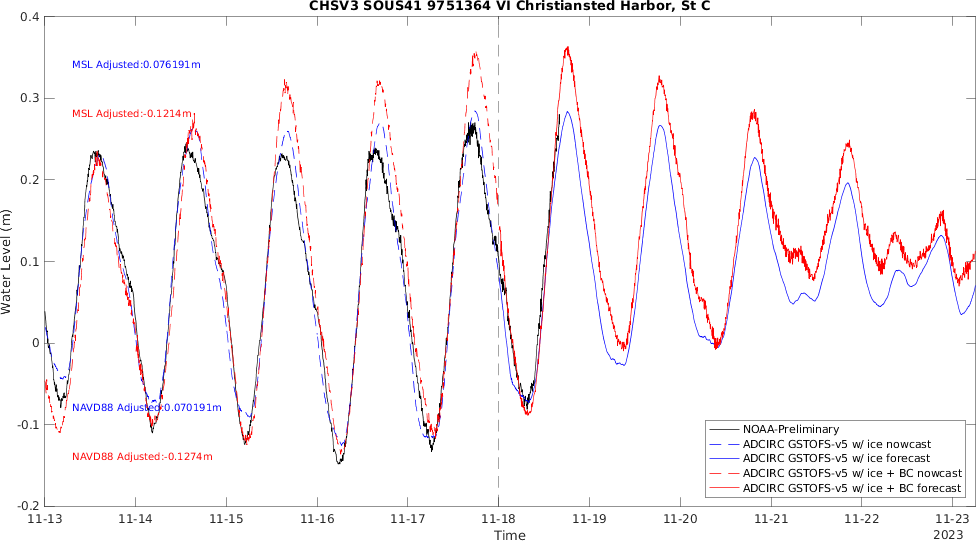 CHSV3 SOUS41 9751364 VI Christiansted Harbor, St C
0.4
0.3
0.2
0.1
0
-0.1
-0.2
Water Level (m)
MSL Adjusted:0.076191m
MSL Adjusted:-0.1214m
NAVD88 Adjusted:0.070191m
NAVD88 Adjusted:-0.1274m
NOAA-Preliminary
ADCIRC GSTOFS-v5 w/ ice nowcast
ADCIRC GSTOFS-v5 w/ ice forecast
ADCIRC GSTOFS-v5 w/ ice + BC nowcast
ADCIRC GSTOFS-v5 w/ ice + BC forecast
11-13 11-14 11-15 11-16 11-17 11-18 11-19 11-20 11-21 11-22 11-23
Time
2023